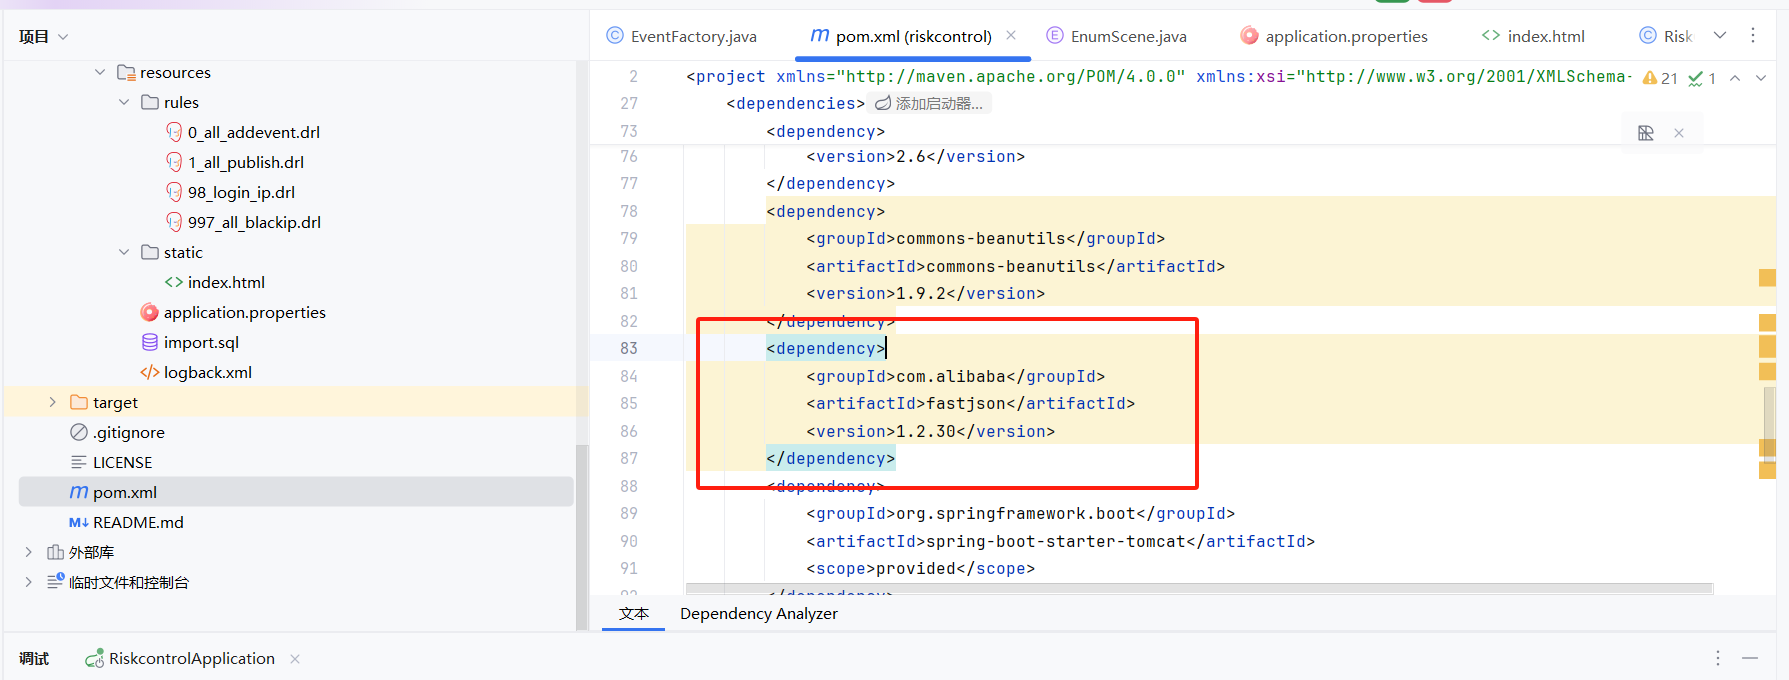 项目
resources
rules
0_all_addevent.drl
1_all_publish.drl
98_login_ip.drl
997_all_blackip.drl
static
index.html
application.properties
import.sql
logback.xml
target
.gitignore
LICENSE
pom.xml
README.md
外部库
临时文件和控制台
EventFactory.java
pom.xml (riskcontrol)
EnumScene.java
application.properties
index.html
Risk
2 <project xmlns="http://maven.apache.org/POM/4.0.0" xmlns:xsi="http://www.w3.org/2001/XMLSchema- 21 1
27 <dependencies> 添加启动器...
73 <dependency>
76 <version>2.6</version>
77 </dependency>
78 <dependency>
79 <groupId>commons-beanutils</groupId>
80 <artifactId>commons-beanutils</artifactId>
81 <version>1.9.2</version>
82 </dependency>
83 <dependency>
84 <groupId>com.alibaba</groupId>
85 <artifactId>fastjson</artifactId>
86 <version>1.2.30</version>
87 </dependency>
88 <dependency>
89 <groupId>org.springframework.boot</groupId>
90 <artifactId>spring-boot-starter-tomcat</artifactId>
91 <scope>provided</scope>
92 </dependency>
文本 Dependency Analyzer
调试 RiskcontrolApplication